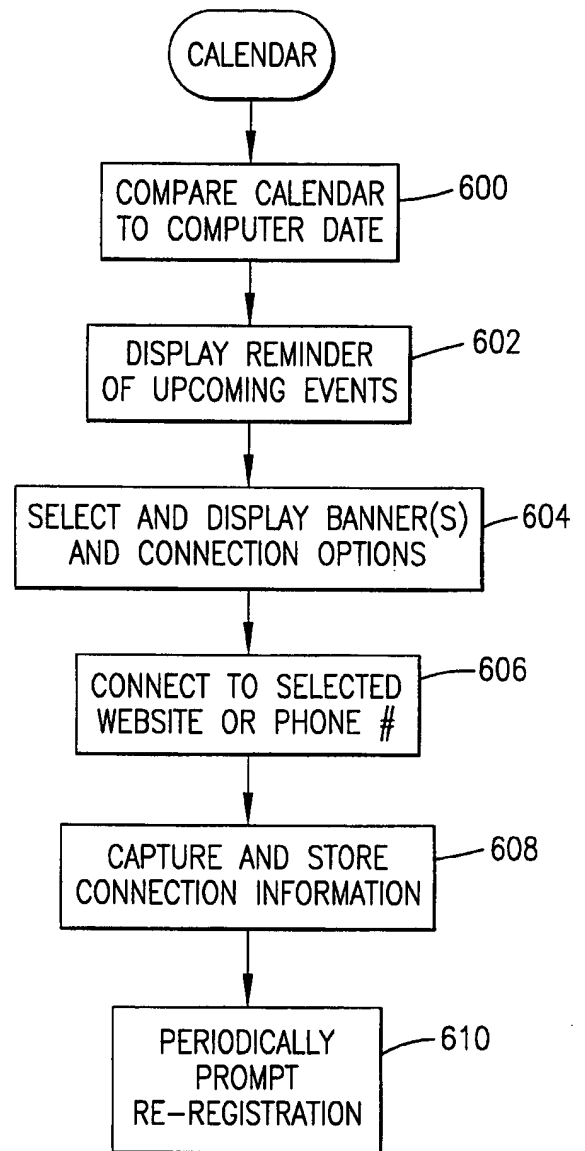 CALENDAR
COMPARE CALENDAR
TO COMPUTER DATE
600
DISPLAY REMINDER
OF UPCOMING EVENTS
602
SELECT AND DISPLAY BANNER(S)
AND CONNECTION OPTIONS
604
CONNECT TO SELECTED
WEBSITE OR PHONE #
606
CAPTURE AND STORE
CONNECTION INFORMATION
608
PERIODICALLY
PROMPT
RE-REGISTRATION
610